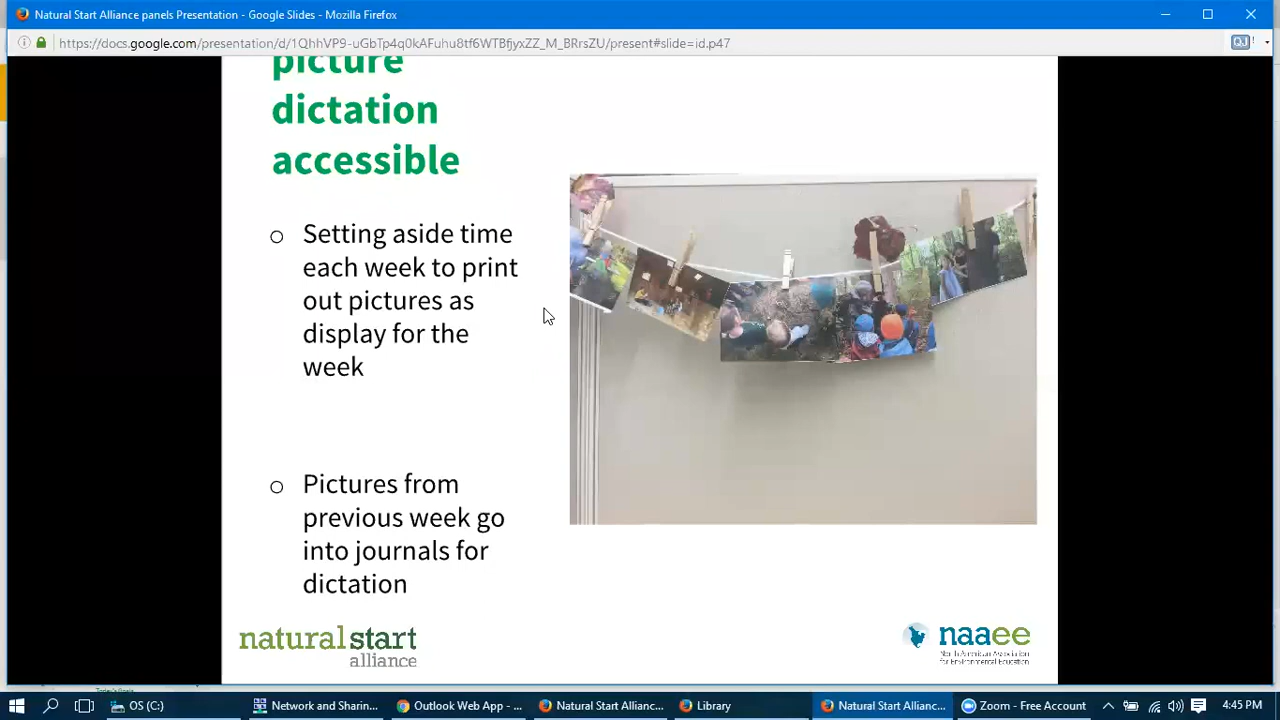 Natural Start Alliance panels Presentation - Google Slides - Mozilla Firefox
https://docs.google.com/presentation/d/1QhhVP9-uGbTp4q0kAFuhu8tf6WTBfjyxZZ_M_BRrsZU/present#slide=id.p47
picture
dictation
accessible
Setting aside time
each week to print
out pictures as
display for the
week
Pictures from
previous week go
into journals for
dictation
natural start
alliance
naaee
North American Association
for Environmental Education
Today's Goals
OS (C:)
Network and Sharin...
Outlook Web App - ...
Natural Start Allianc...
Library
Natural Start Allianc...
Zoom - Free Account
4:45 PM